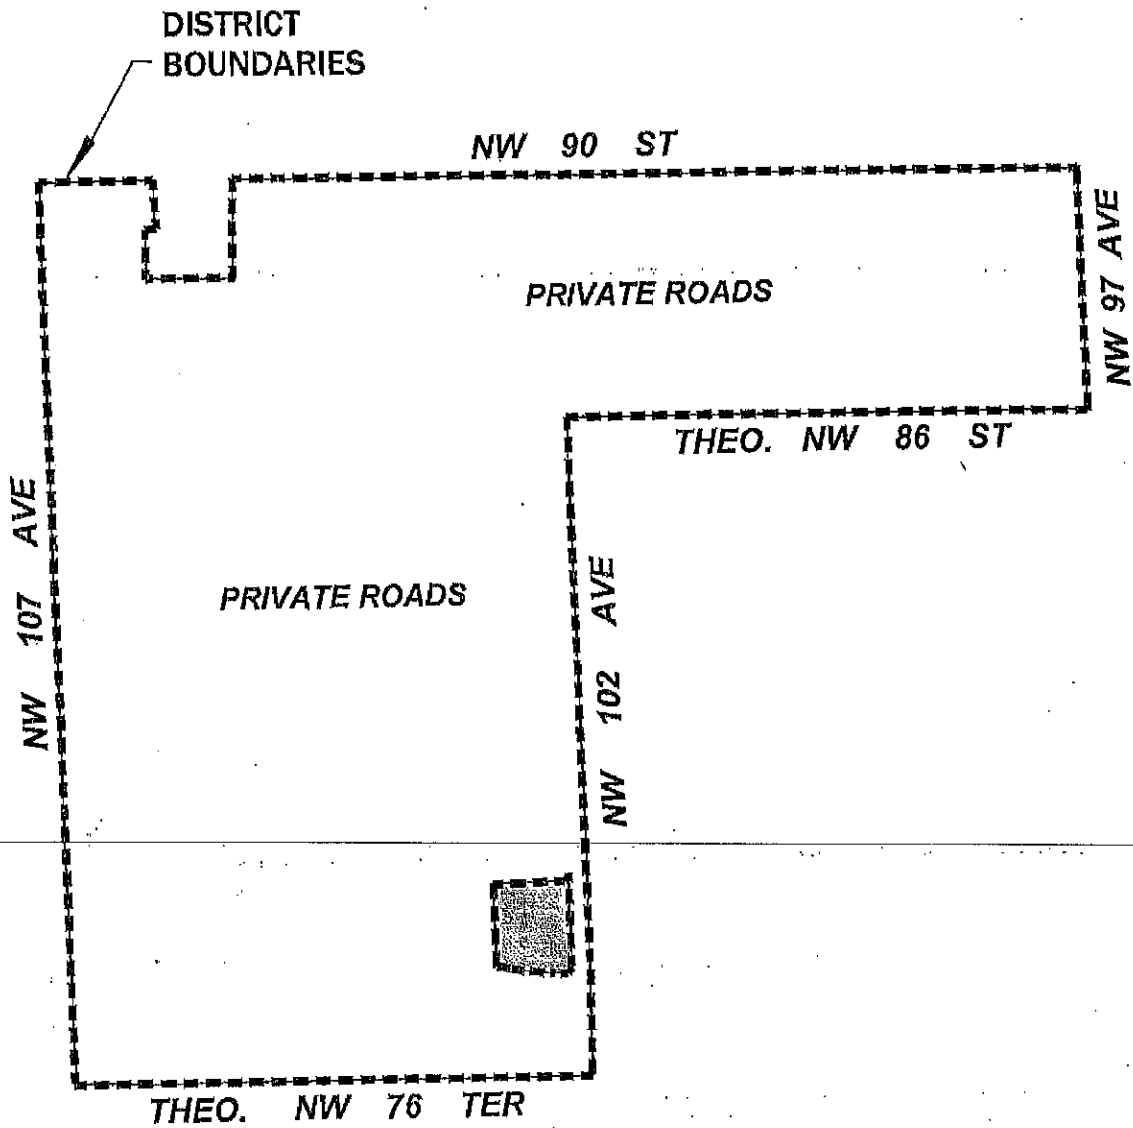 DISTRICT
BOUNDARIES
NW 90 ST
NW 97 AVE
PRIVATE ROADS
THEO. NW 86 ST
NW 107 AVE
PRIVATE ROADS
NW 102 AVE
THEO. NW 76 TER